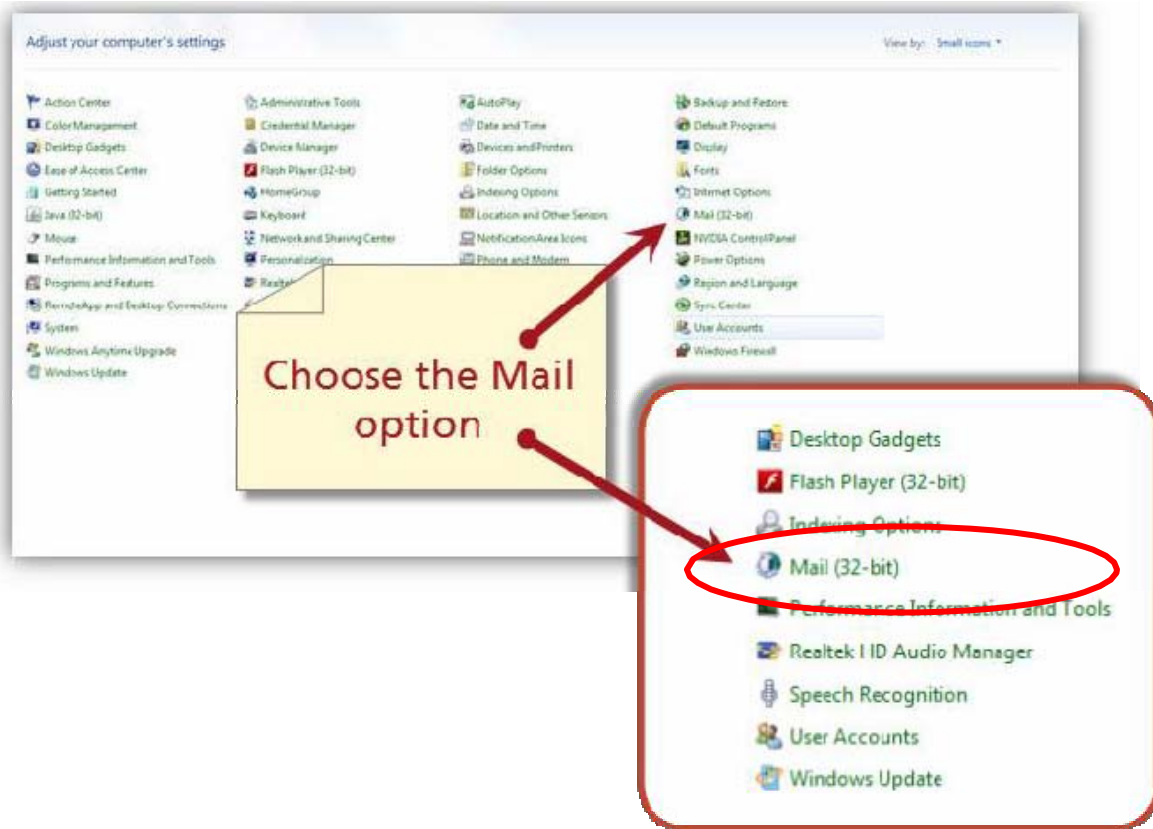 Adjust your computer's settings
View by: Small icons
Action Center
Administrative Tools
AutoPlay
Backup and Restore
Color Management
Credential Manager
Date and Time
Default Programs
Desktop Gadgets
Device Manager
Devices and Printers
Display
Ease of Access Center
Flash Player (32-bit)
Folder Options
Fonts
Getting Started
HomeGroup
Indexing Options
Internet Options
Java (32-bit)
Keyboard
Location and Other Sensors
Mail (32-bit)
Mouse
Network and Sharing Center
Notification Area Icons
NVIDIA Control Panel
Performance Information and Tools
Personalization
Phone and Modem
Power Options
Programs and Features
Realtek
Region and Language
RemoteApp and Desktop Connections
Sync Center
System
User Accounts
Windows Anytime Upgrade
Windows Firewall
Windows Update
Choose the Mail
option
Desktop Gadgets
Flash Player (32-bit)
Indexing Options
Mail (32-bit)
Performance Information and Tools
Realtek HD Audio Manager
Speech Recognition
User Accounts
Windows Update